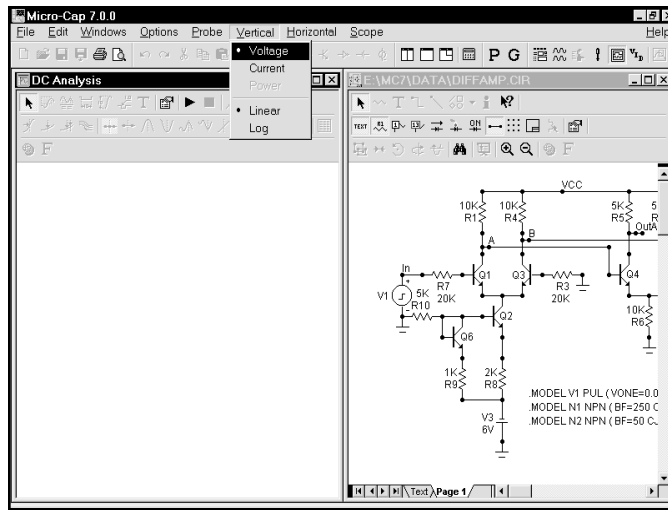 Micro-Cap 7.0.0
File Edit Windows Options Probe Vertical Horizontal Scope Help
P G
Voltage
Current
Power
Linear
Log
DC Analysis
T
F
E:\MC7\DATA\DIFFAMP.CIR
T
TEXT
ON
F
VCC
10K
R1
10K
R4
5K
R5
5
R
OutA
A
B
In
Q1
Q3
Q4
R7
20K
R3
20K
V1
5K
R10
Q2
Q6
10K
R6
1K
R9
2K
R8
V3
6V
.MODEL V1 PUL (VONE=0.0
.MODEL N1 NPN (BF=250 C
.MODEL N2 NPN (BF=50 C
Text Page 1